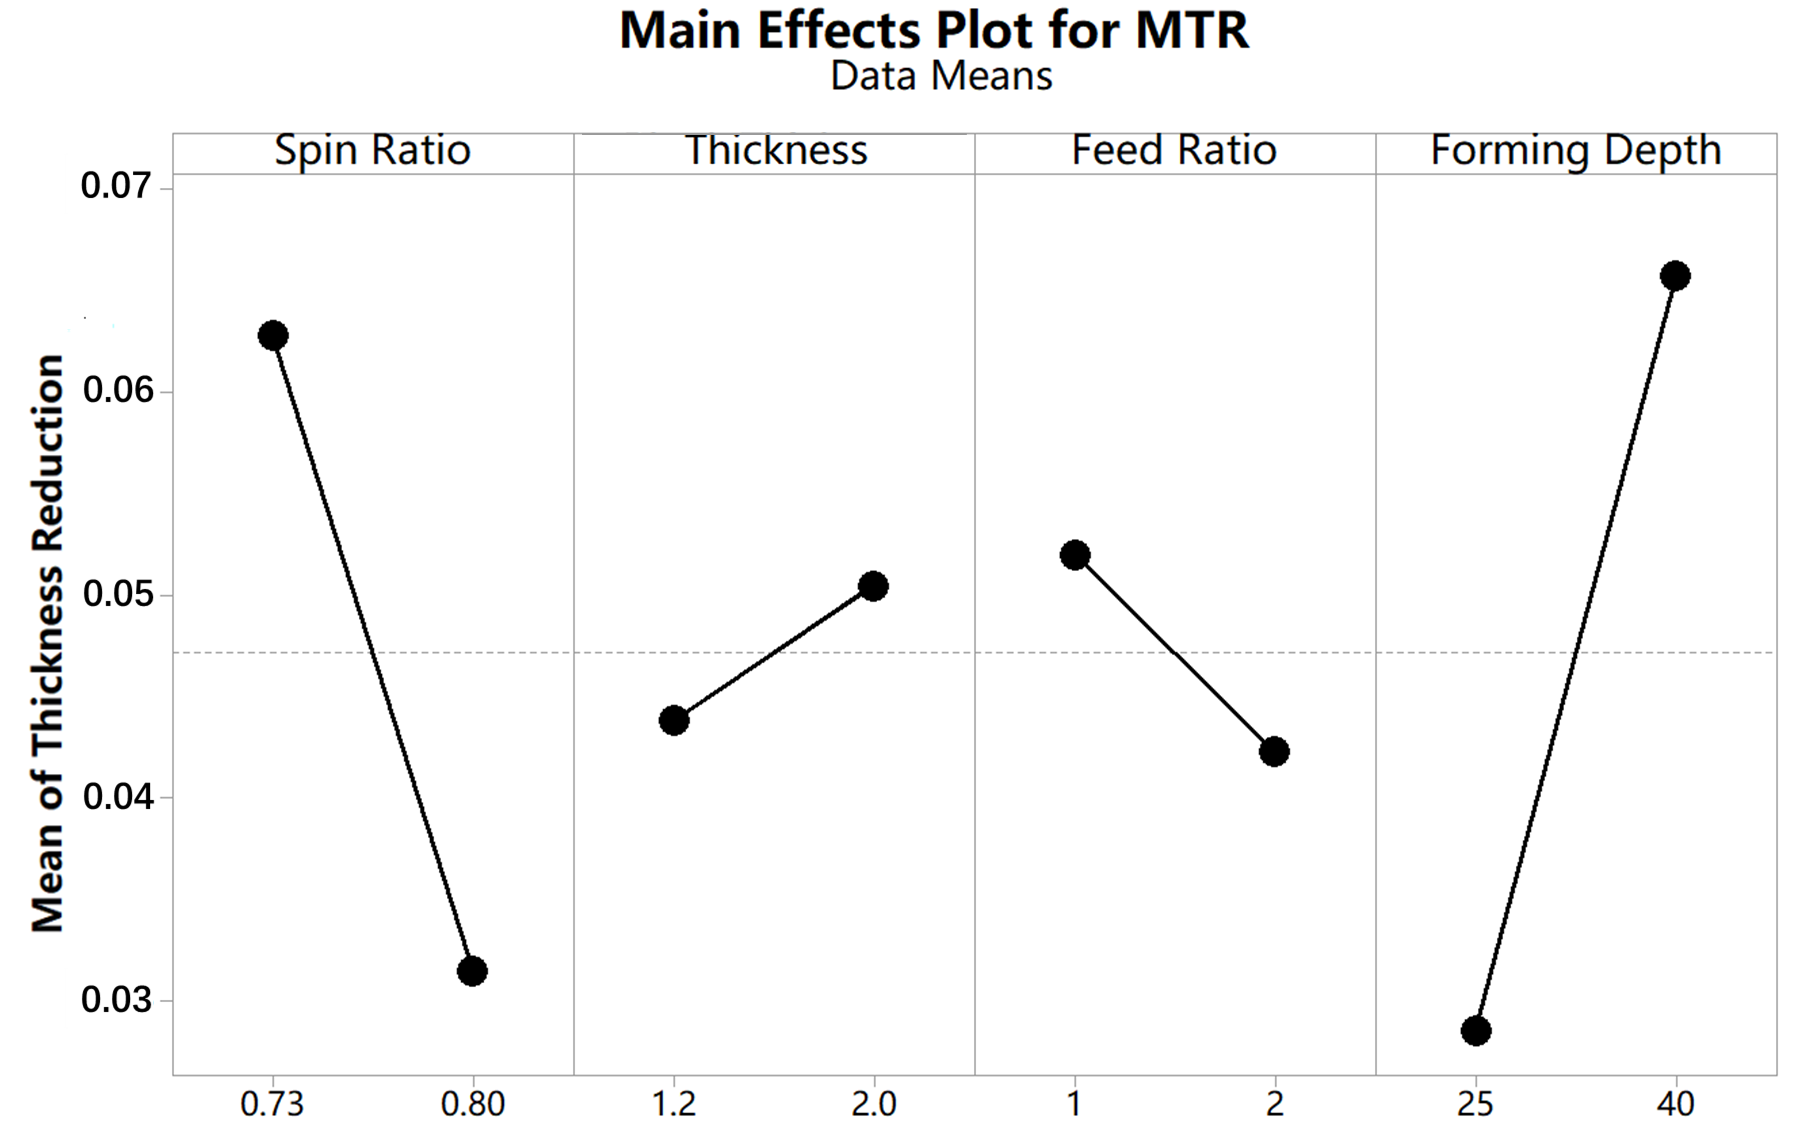 Main Effects Plot for MTR
Data Means
Spin Ratio Thickness Feed Ratio Forming Depth
Mean of Thickness Reduction
0.07
0.06
0.05
0.04
0.03
0.73 0.80 1.2 2.0 1 2 25 40